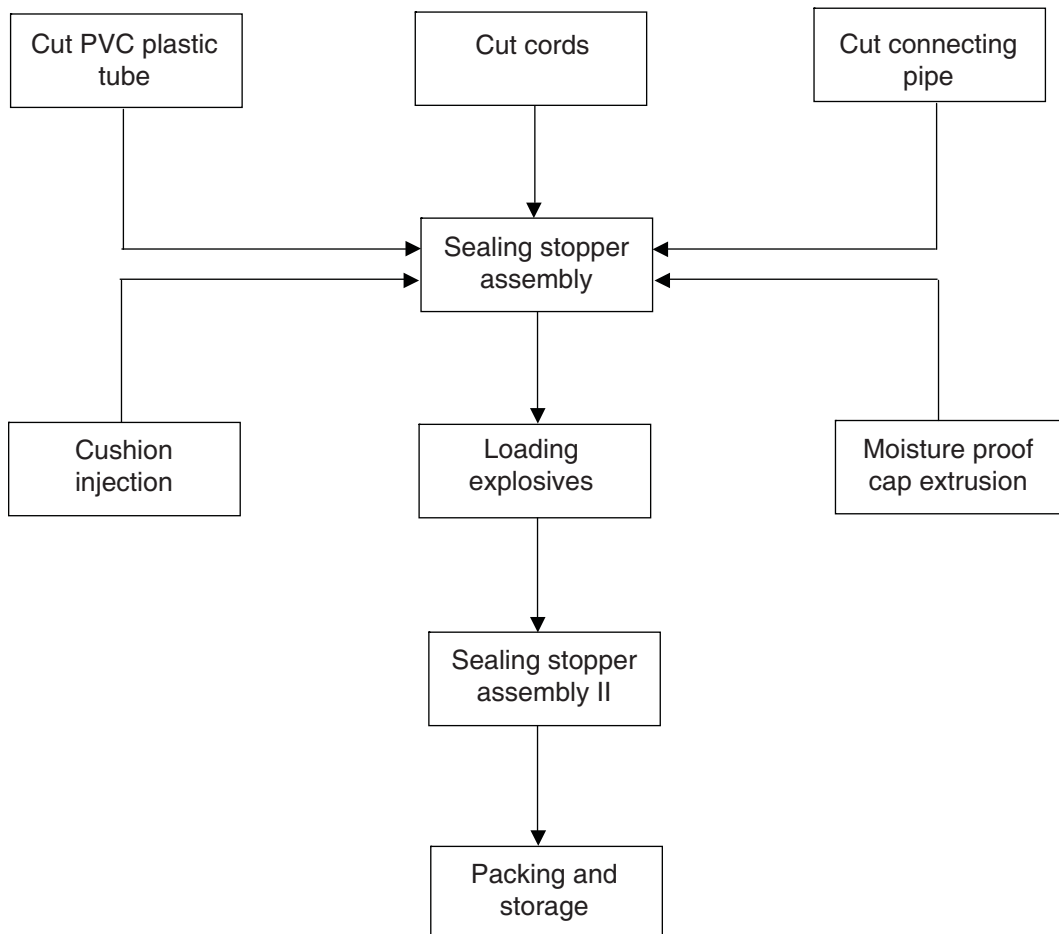 Cut PVC plastic
tube
Cut cords
Cut connecting
pipe
Sealing stopper
assembly
Cushion
injection
Loading
explosives
Moisture proof
cap extrusion
Sealing stopper
assembly II
Packing and
storage